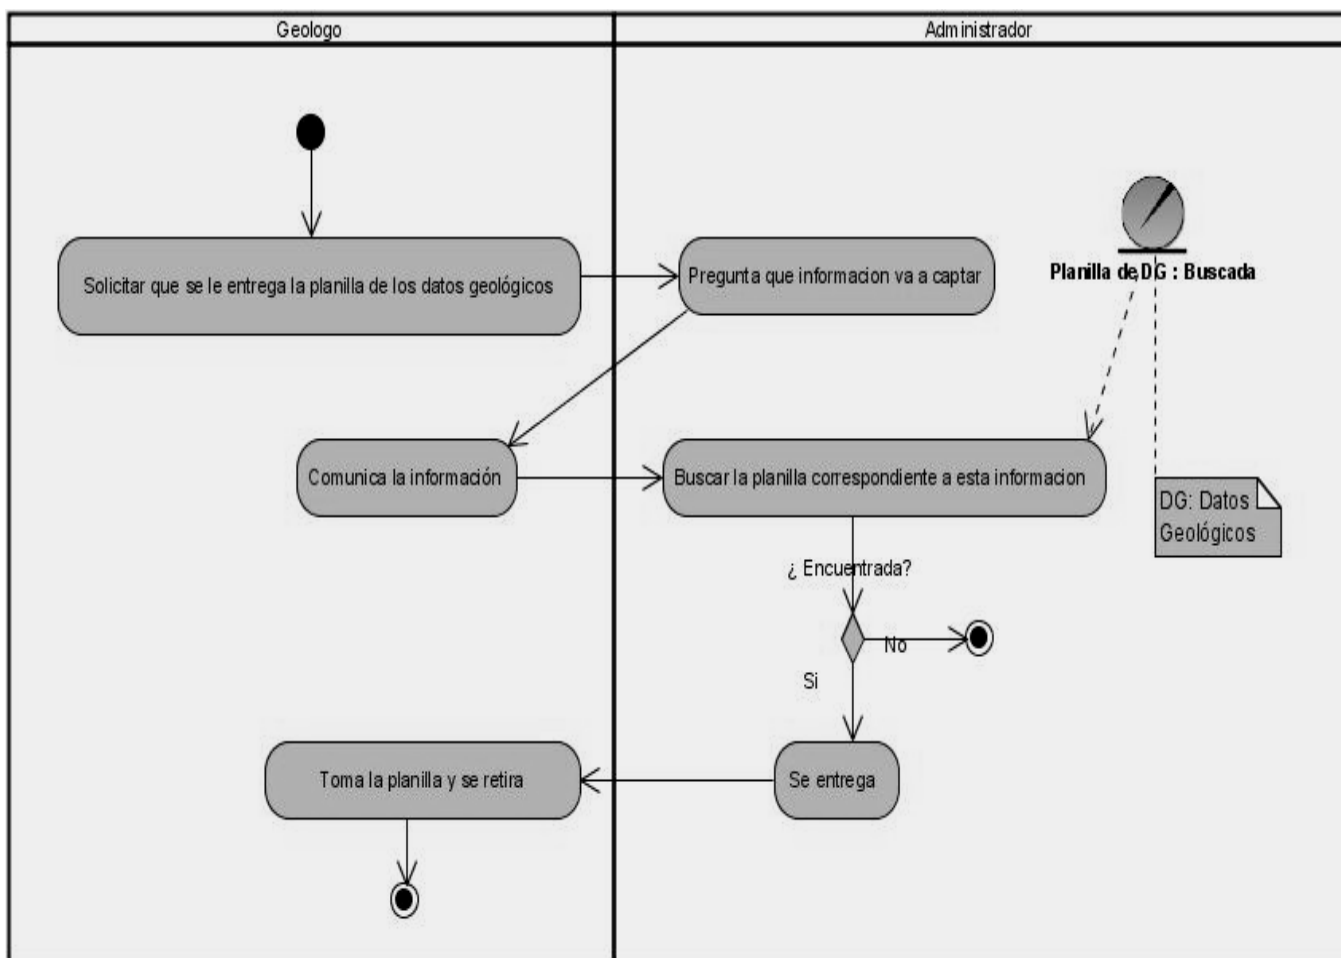 Geologo
Administrador
Solicitar que se le entrega la planilla de los datos geológicos
Pregunta que informacion va a captar
Planilla de DG : Buscada
Comunica la información
Buscar la planilla correspondiente a esta informacion
DG: Datos
Geológicos
¿ Encuentrada?
No
Si
Toma la planilla y se retira
Se entrega